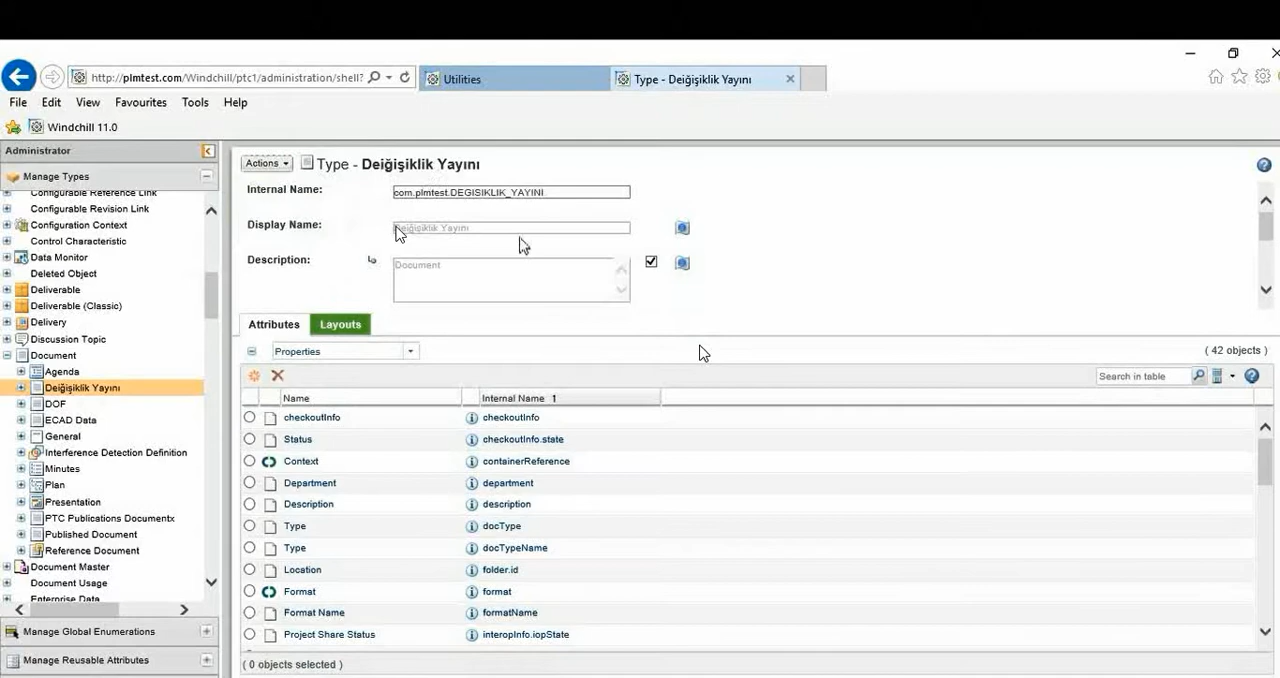 http://plmtest.com/Windchill/ptc1/administration/shell?
Utilities
Type - Deiğişiklik Yayını
File Edit View Favourites Tools Help
Windchill 11.0
Administrator
Manage Types
Configurable Reference Link
Configurable Revision Link
Configuration Context
Control Characteristic
Data Monitor
Deleted Object
Deliverable
Deliverable (Classic)
Delivery
Discussion Topic
Document
Agenda
Deiğişiklik Yayını
DOF
ECAD Data
General
Interference Detection Definition
Minutes
Plan
Presentation
PTC Publications Documentx
Published Document
Reference Document
Document Master
Document Usage
Enterprise Data
Manage Global Enumerations
Manage Reusable Attributes
Actions Type - Deiğişiklik Yayını
Internal Name: com.plmtest.DEGISIKLIK_YAYINI
Display Name: Deiğişiklik Yayını
Description: Document
Attributes Layouts
Properties ( 42 objects )
Search in table
Name Internal Name 1
checkoutInfo checkoutInfo
Status checkoutInfo.state
Context containerReference
Department department
Description description
Type docType
Type docTypeName
Location folder.id
Format format
Format Name formatName
Project Share Status interopInfo.iopState
( 0 objects selected )